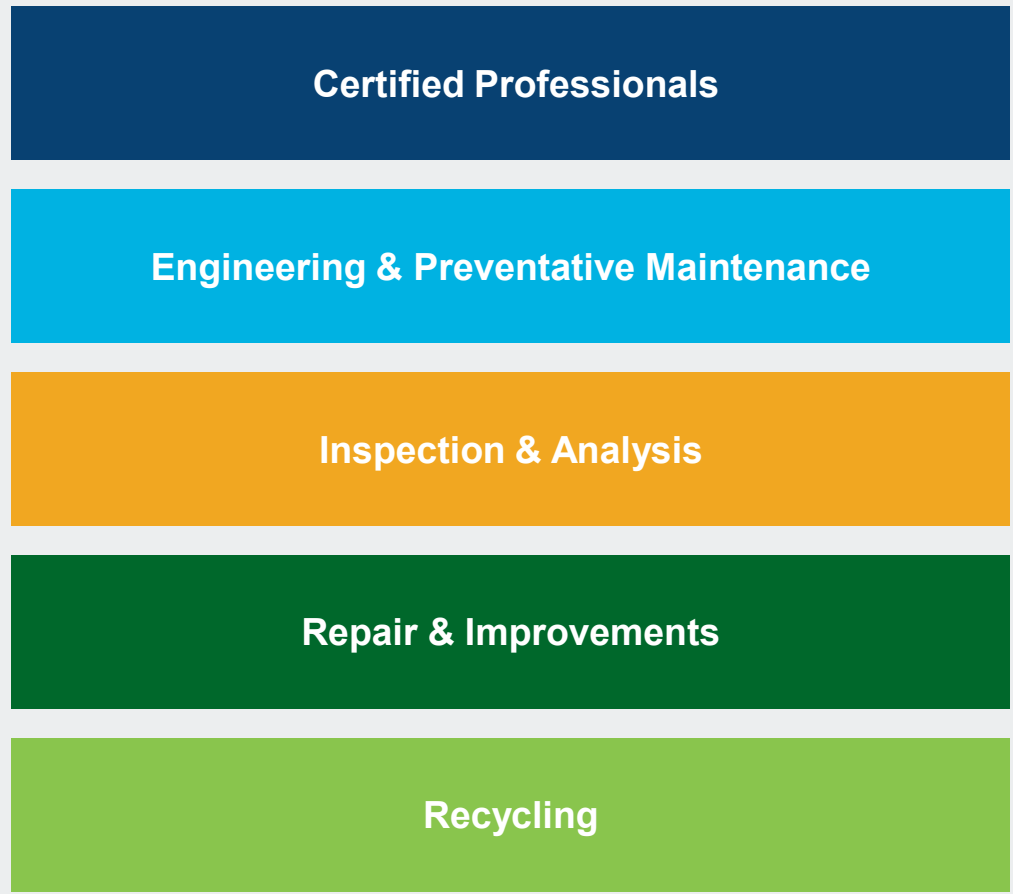 Certified Professionals
Engineering & Preventative Maintenance
Inspection & Analysis
Repair & Improvements
Recycling